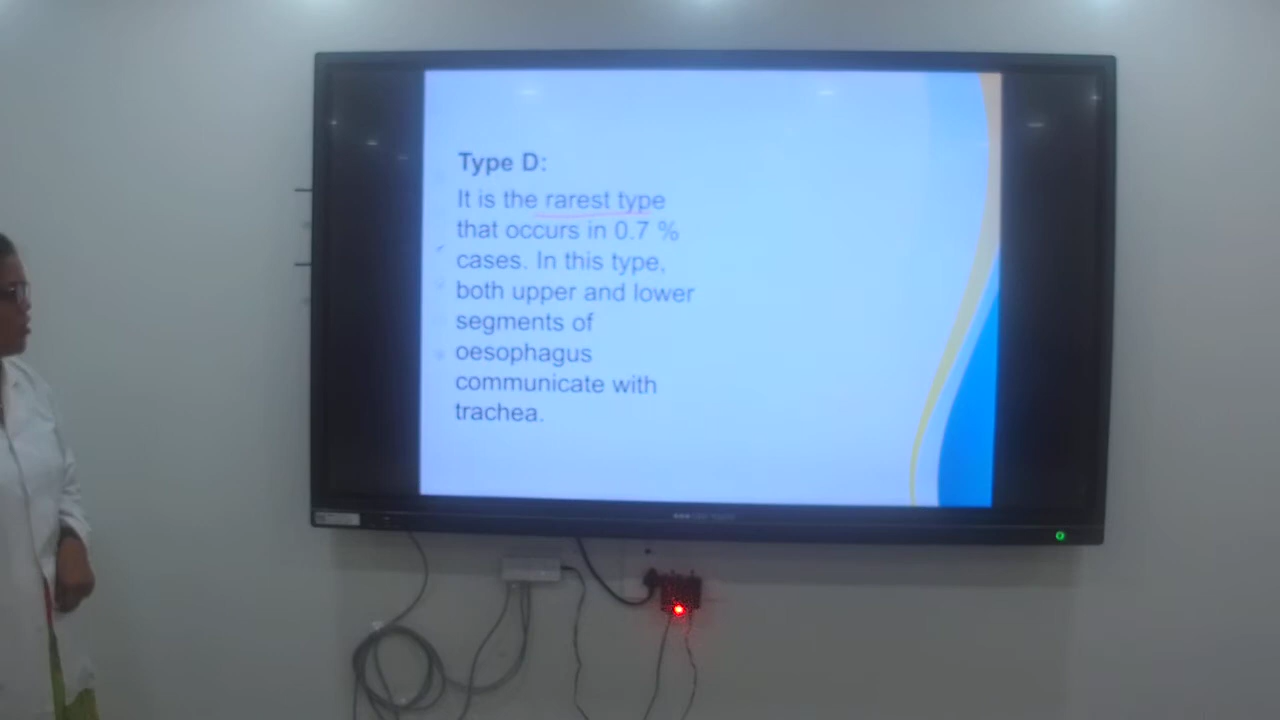 Type D:
It is the rarest type
that occurs in 0.7 %
cases. In this type,
both upper and lower
segments of
oesophagus
communicate with
trachea.